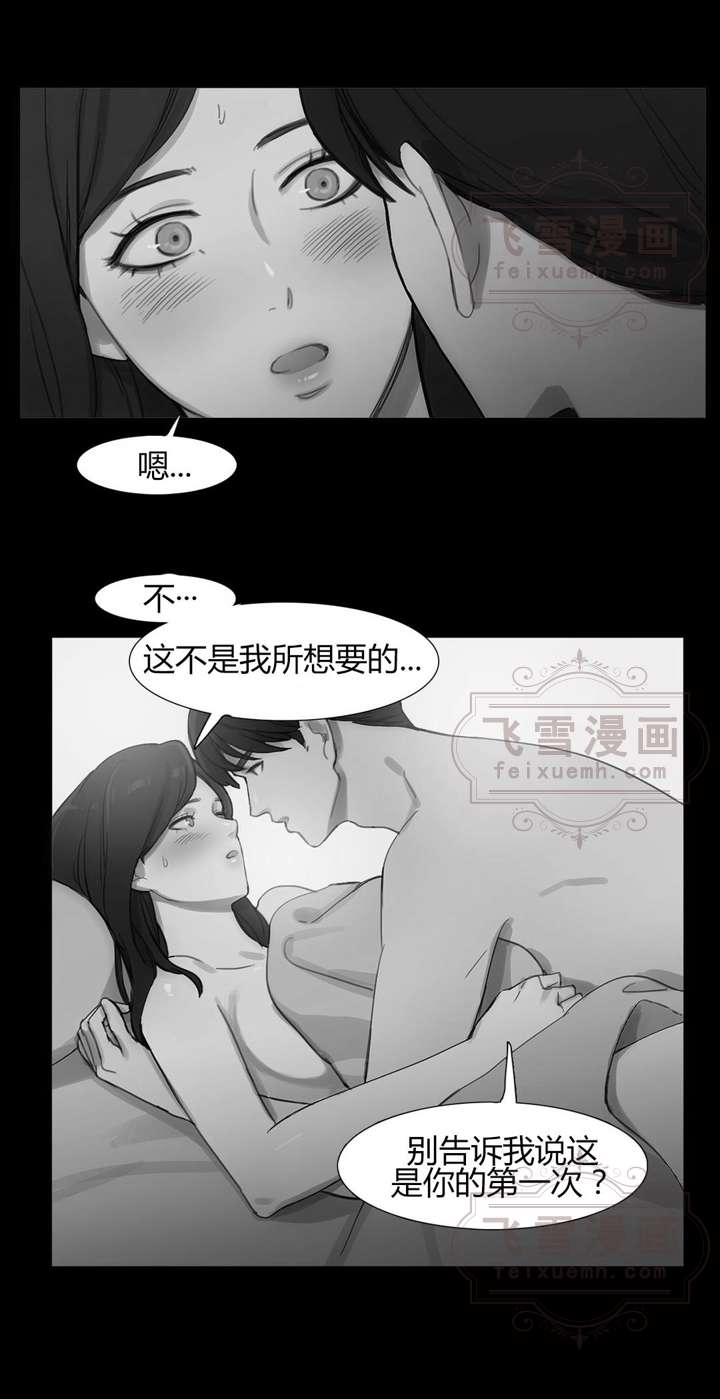 飞雪漫画
feixuemh.com
嗯...
不...
这不是我所想要的...
飞雪漫画
feixuemh.com
别告诉我说这
是你的第一次？
飞雪漫画
feixuemh.com